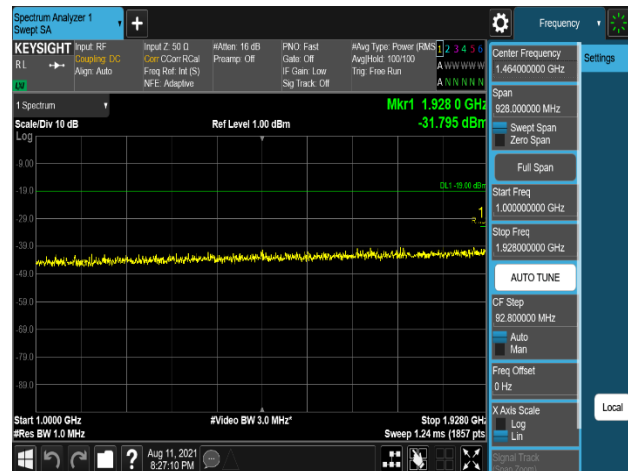 Spectrum Analyzer 1
Swept SA
Frequency
KEYSIGHT
RL
Input: RF
Coupling: DC
Align: Auto
Input Z: 50 Ω
Corr CCorr RCal
Freq Ref: Int (S)
NFE: Adaptive
#Atten: 16 dB
Preamp: Off
PNO: Fast
Gate: Off
IF Gain: Low
Sig Track: Off
#Avg Type: Power (RMS
Avg|Hold: 100/100
Trig: Free Run
1 2 3 4 5 6
A W W W W W
A N N N N N
1 Spectrum
Scale/Div 10 dB
Log
Ref Level 1.00 dBm
Mkr1 1.928 0 GHz
-31.795 dBm
-9.00
-19.0
-29.0
-39.0
-49.0
-59.0
-69.0
-79.0
-89.0
DL1 -19.00 dBm
1
Start 1.0000 GHz
#Res BW 1.0 MHz
#Video BW 3.0 MHz*
Stop 1.9280 GHz
Sweep 1.24 ms (1857 pts
?
Aug 11, 2021
8:27:10 PM
Center Frequency
1.464000000 GHz
Settings
Span
928.000000 MHz
Swept Span
Zero Span
Full Span
Start Freq
1.000000000 GHz
Stop Freq
1.928000000 GHz
AUTO TUNE
CF Step
92.800000 MHz
Auto
Man
Freq Offset
0 Hz
X Axis Scale
Log
Lin
Local
Signal Track
(Span Zoom)